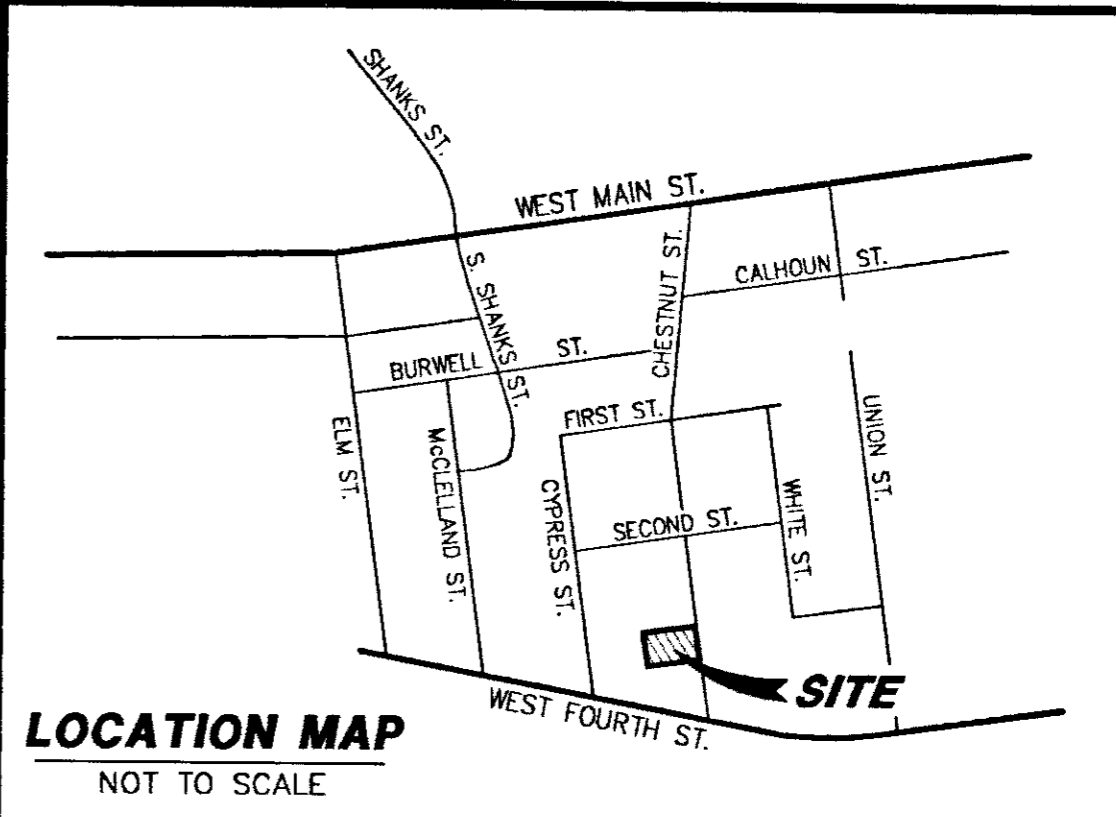 SHANKS ST.
WEST MAIN ST.
S. SHANKS ST.
CHESTNUT ST.
CALHOUN ST.
BURWELL ST.
FIRST ST.
ELM ST.
McCLELLAND ST.
CYPRESS ST.
SECOND ST.
WHITE ST.
UNION ST.
SITE
WEST FOURTH ST.
LOCATION MAP
NOT TO SCALE